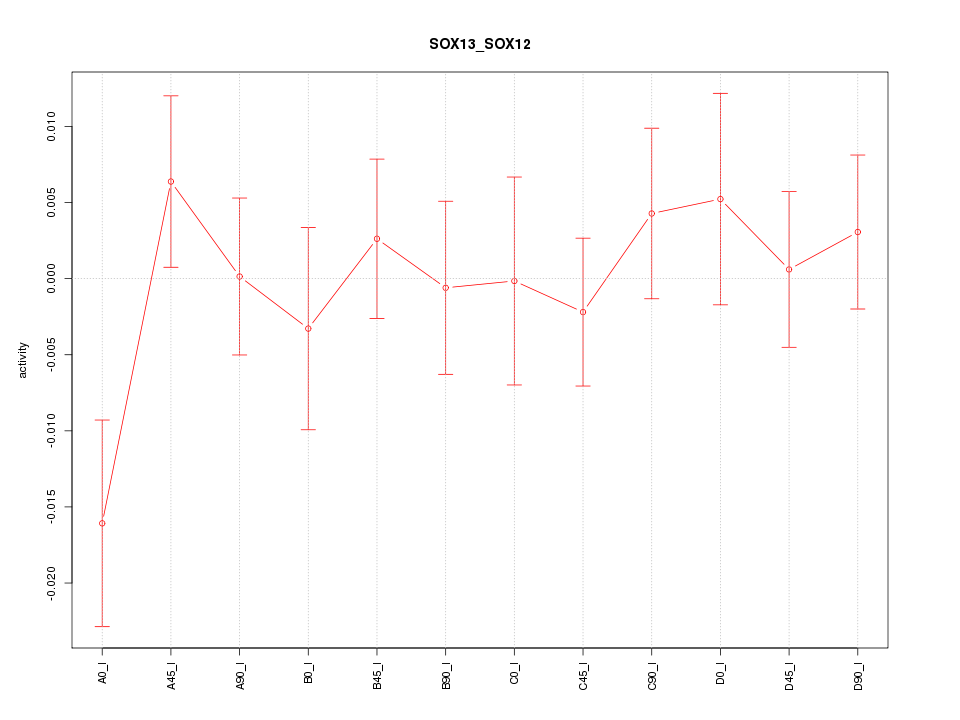 SOX13_SOX12
activity
0.010
0.005
0.000
-0.005
-0.010
-0.015
-0.020
A0_I
A45_I
A90_I
B0_I
B45_I
B90_I
C0_I
C45_I
C90_I
D0_I
D45_I
D90_I